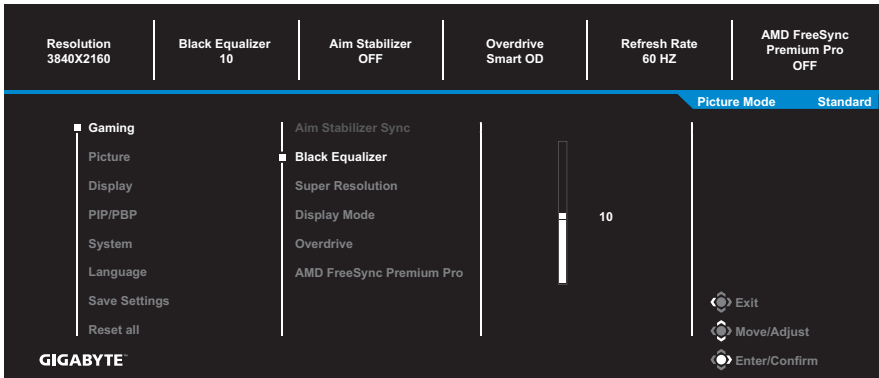 Resolution
3840X2160
Black Equalizer
10
Aim Stabilizer
OFF
Overdrive
Smart OD
Refresh Rate
60 HZ
AMD FreeSync
Premium Pro
OFF
Picture Mode Standard
Gaming
Picture
Display
PIP/PBP
System
Language
Save Settings
Reset all
Aim Stabilizer Sync
Black Equalizer
Super Resolution
Display Mode
Overdrive
AMD FreeSync Premium Pro
10
Exit
Move/Adjust
Enter/Confirm
GIGABYTE™